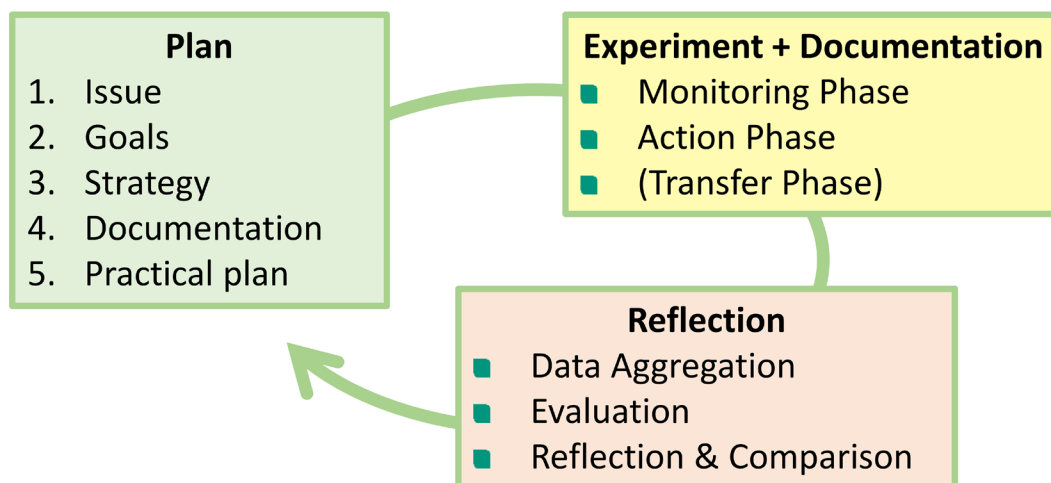 Plan
1. Issue
2. Goals
3. Strategy
4. Documentation
5. Practical plan
Experiment + Documentation
Monitoring Phase
Action Phase
(Transfer Phase)
Reflection
Data Aggregation
Evaluation
Reflection & Comparison